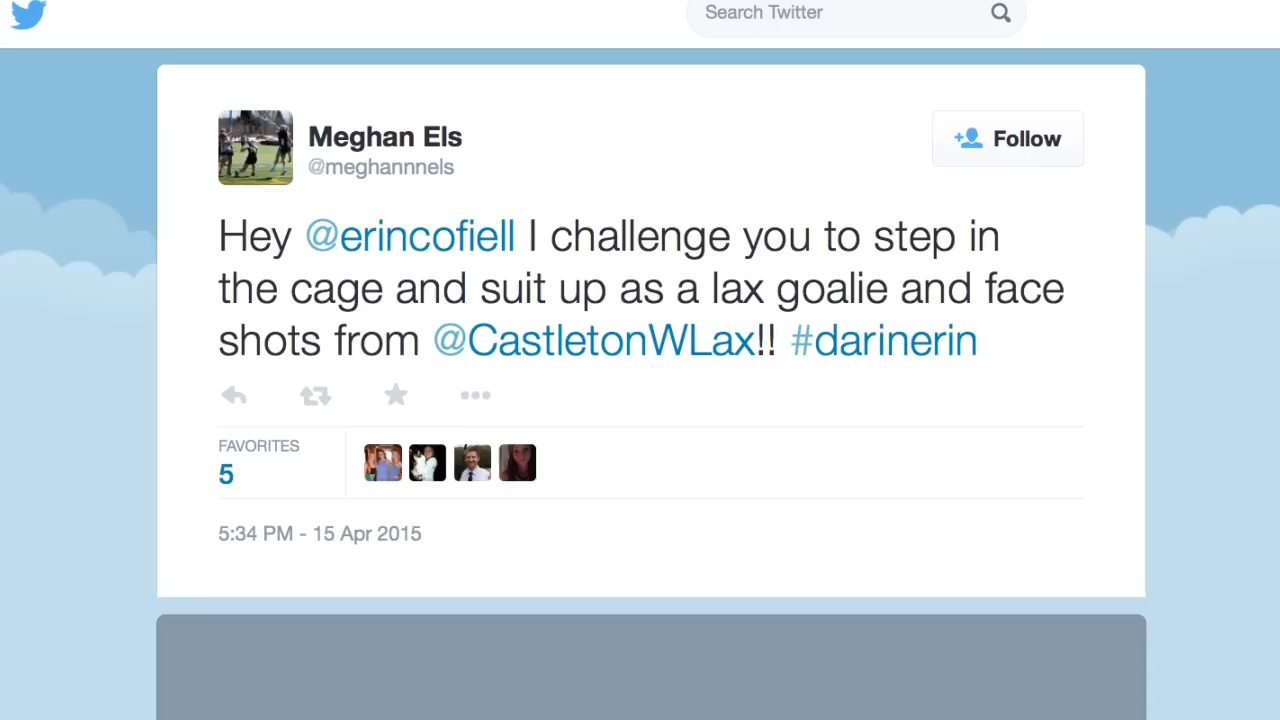 Search Twitter
Meghan Els
@meghannnels
Follow
Hey @erincofiell I challenge you to step in
the cage and suit up as a lax goalie and face
shots from @CastletonWLax!! #darinerin
FAVORITES
5
5:34 PM - 15 Apr 2015